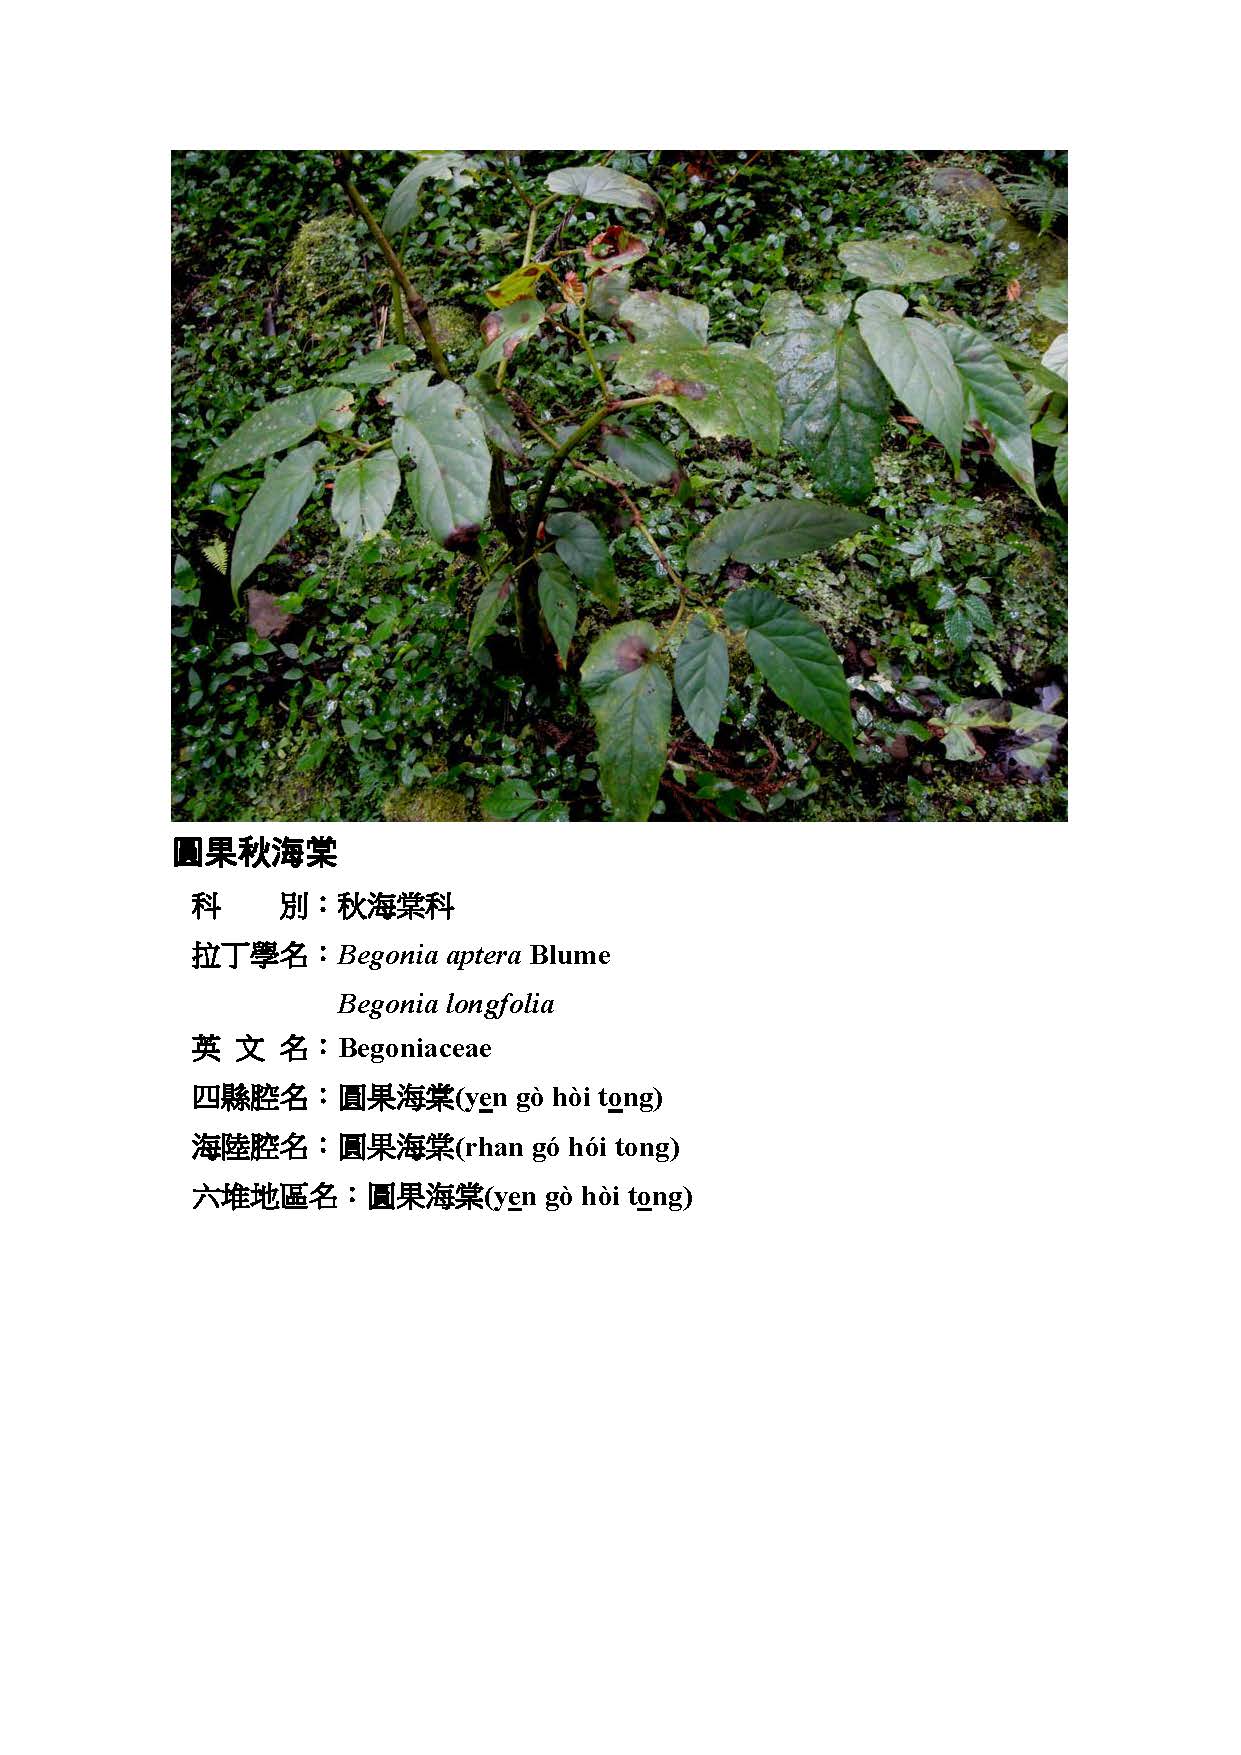 圓果秋海棠
科　　別：秋海棠科
拉丁學名：Begonia aptera Blume
Begonia longfolia
英 文 名：Begoniaceae
四縣腔名：圓果海棠(yen gò hòi tong)
海陸腔名：圓果海棠(rhan gó hói tong)
六堆地區名：圓果海棠(yen gò hòi tong)